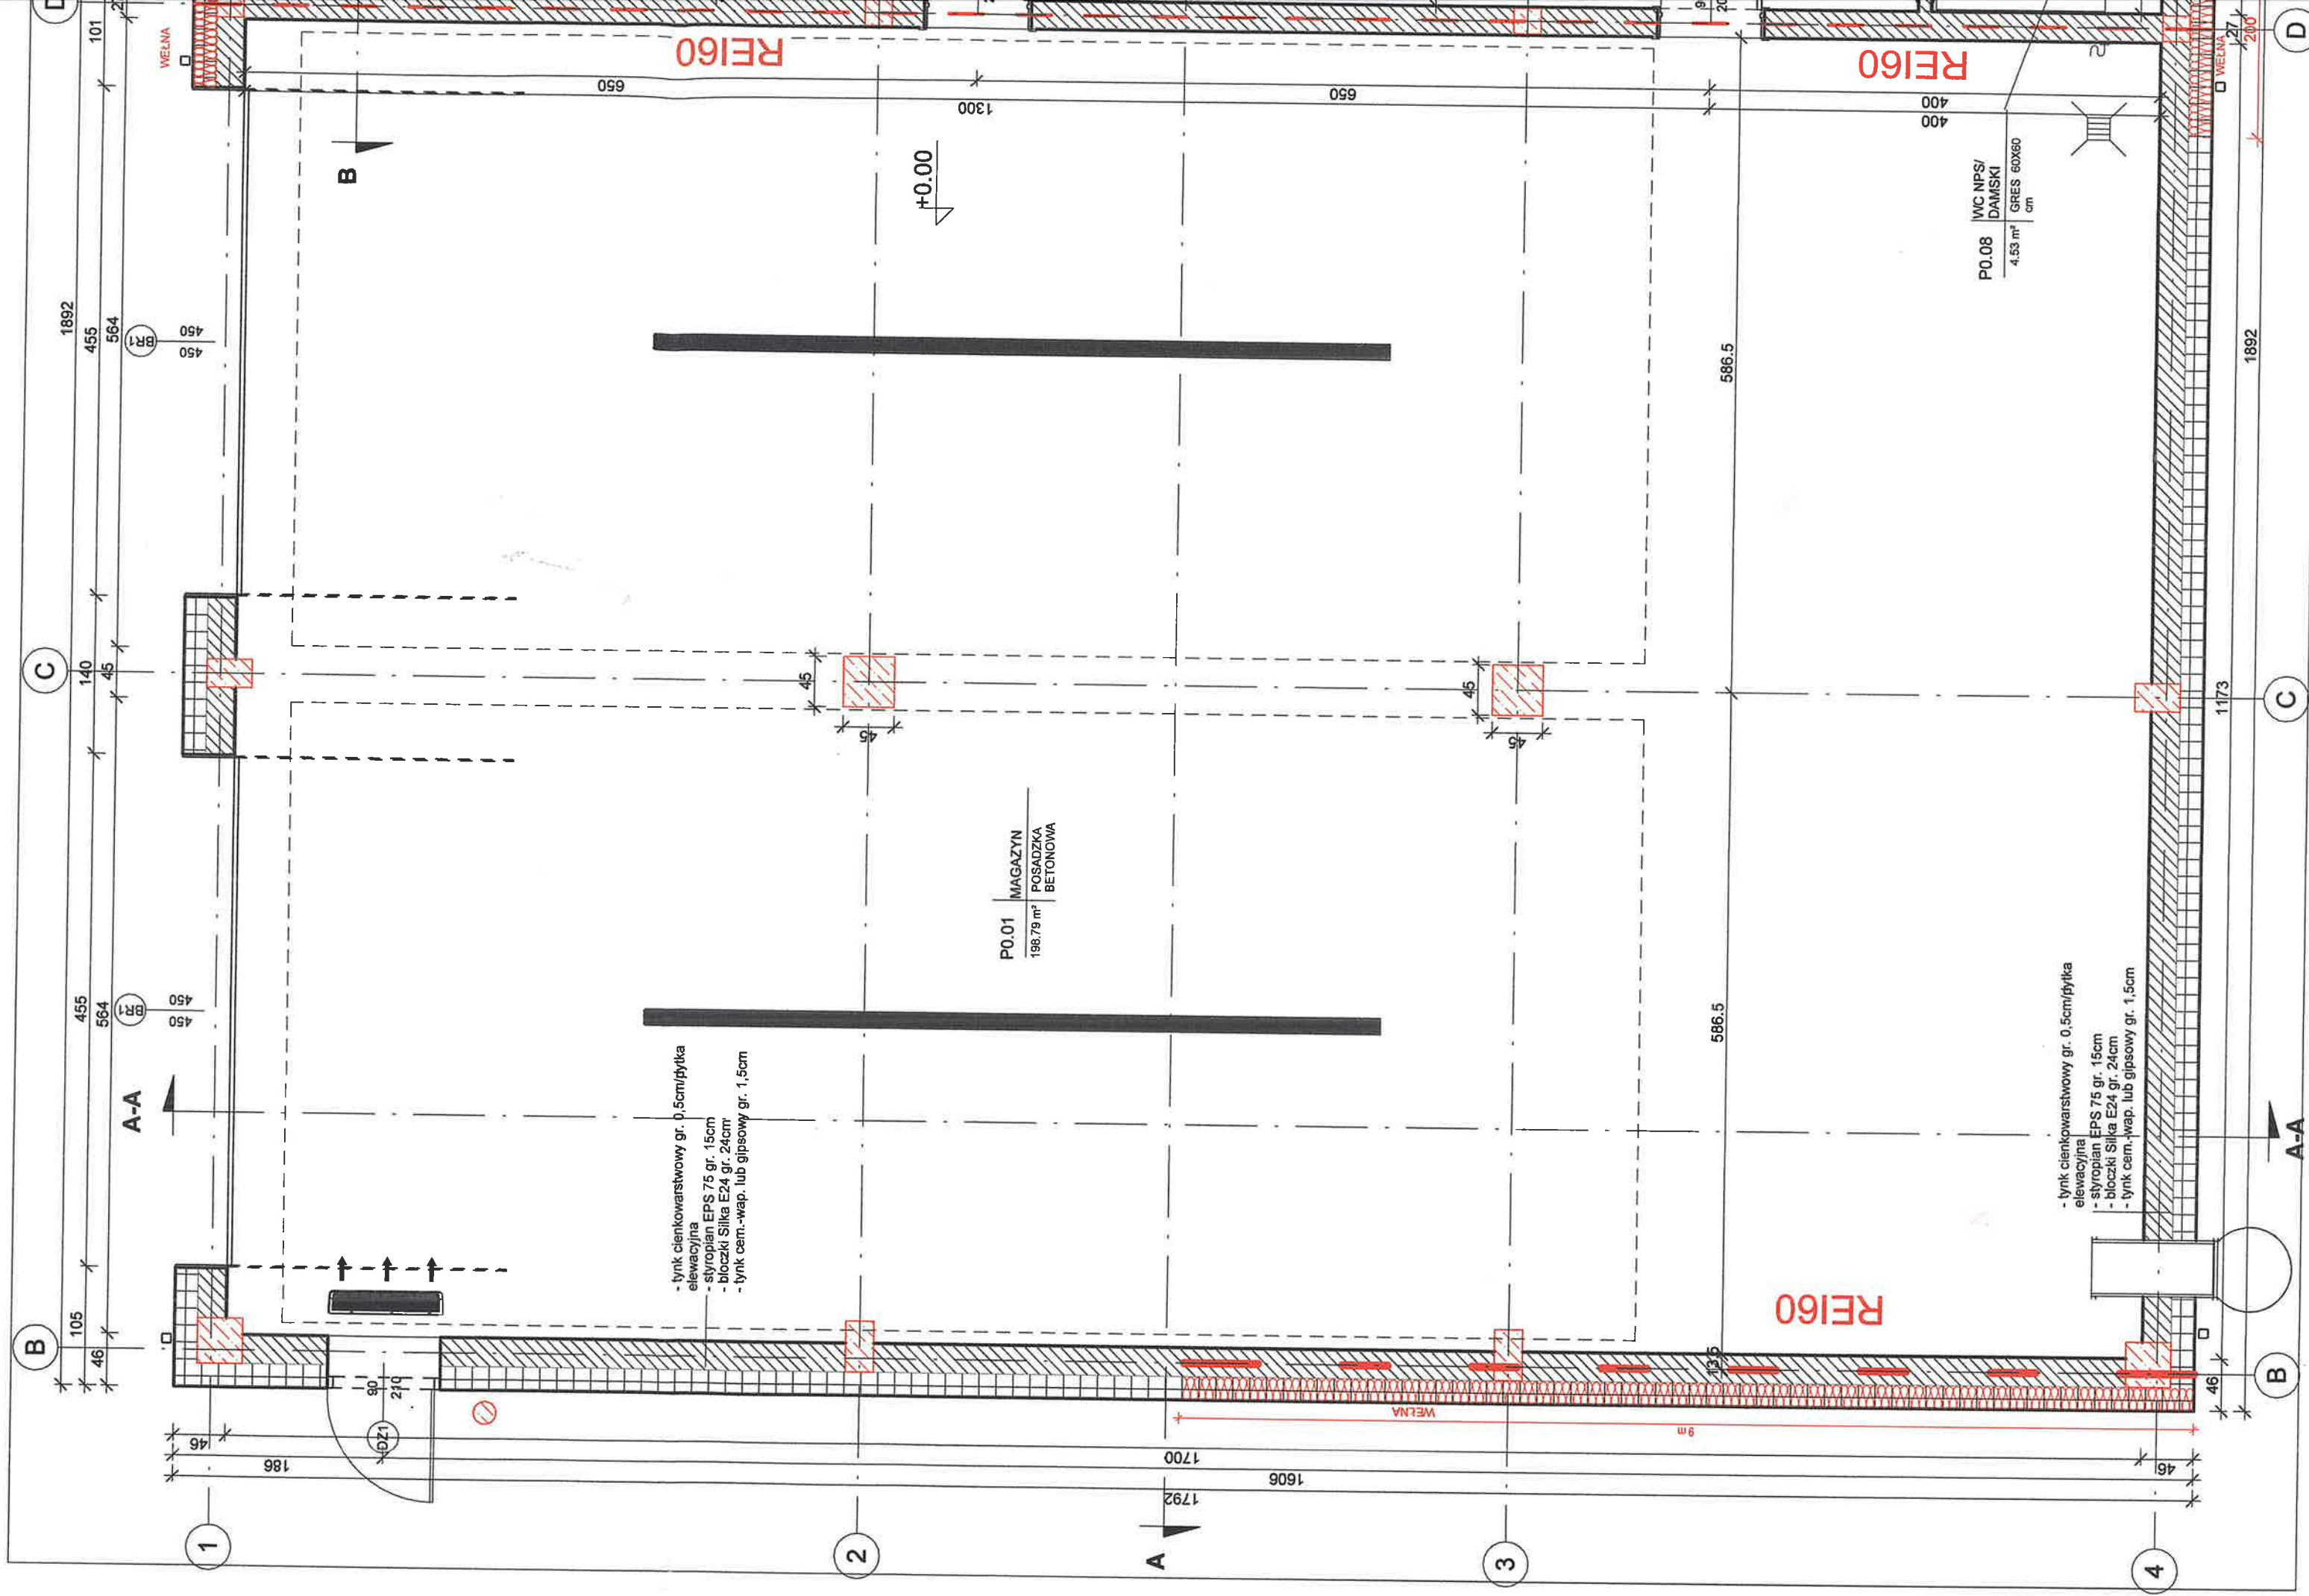 D
101
WEŁNA
REI60
650
1300
650
REI60
400
400
27
200
WEŁNA
D
B
+0.00
1892
455
564
BR1
450
450
P0.08
WC NPS/
DAMSKI
4.53 m²
GRES 60X60
cm
586.5
1892
C
140
45
45
45
45
45
1173
C
P0.01
MAGAZYN
198.79 m²
POSADZKA
BETONOWA
455
564
BR1
450
450
A-A
586.5
- tynk cienkowarstwowy gr. 0,5cm/płytka
elewacyjna
- styropian EPS 75 gr. 15cm
- bloczki Silka E24 gr. 24cm
- tynk cem.-wap. lub gipsowy gr. 1,5cm
- tynk cienkowarstwowy gr. 0,5cm/płytka
elewacyjna
- styropian EPS 75 gr. 15cm
- bloczki Silka E24 gr. 24cm
- tynk cem.-wap. lub gipsowy gr. 1,5cm
A-A
REI60
B
105
46
90
210
DZ1
13.5
WEŁNA
9m
46
B
46
186
1700
1606
1792
46
1
2
A
3
4